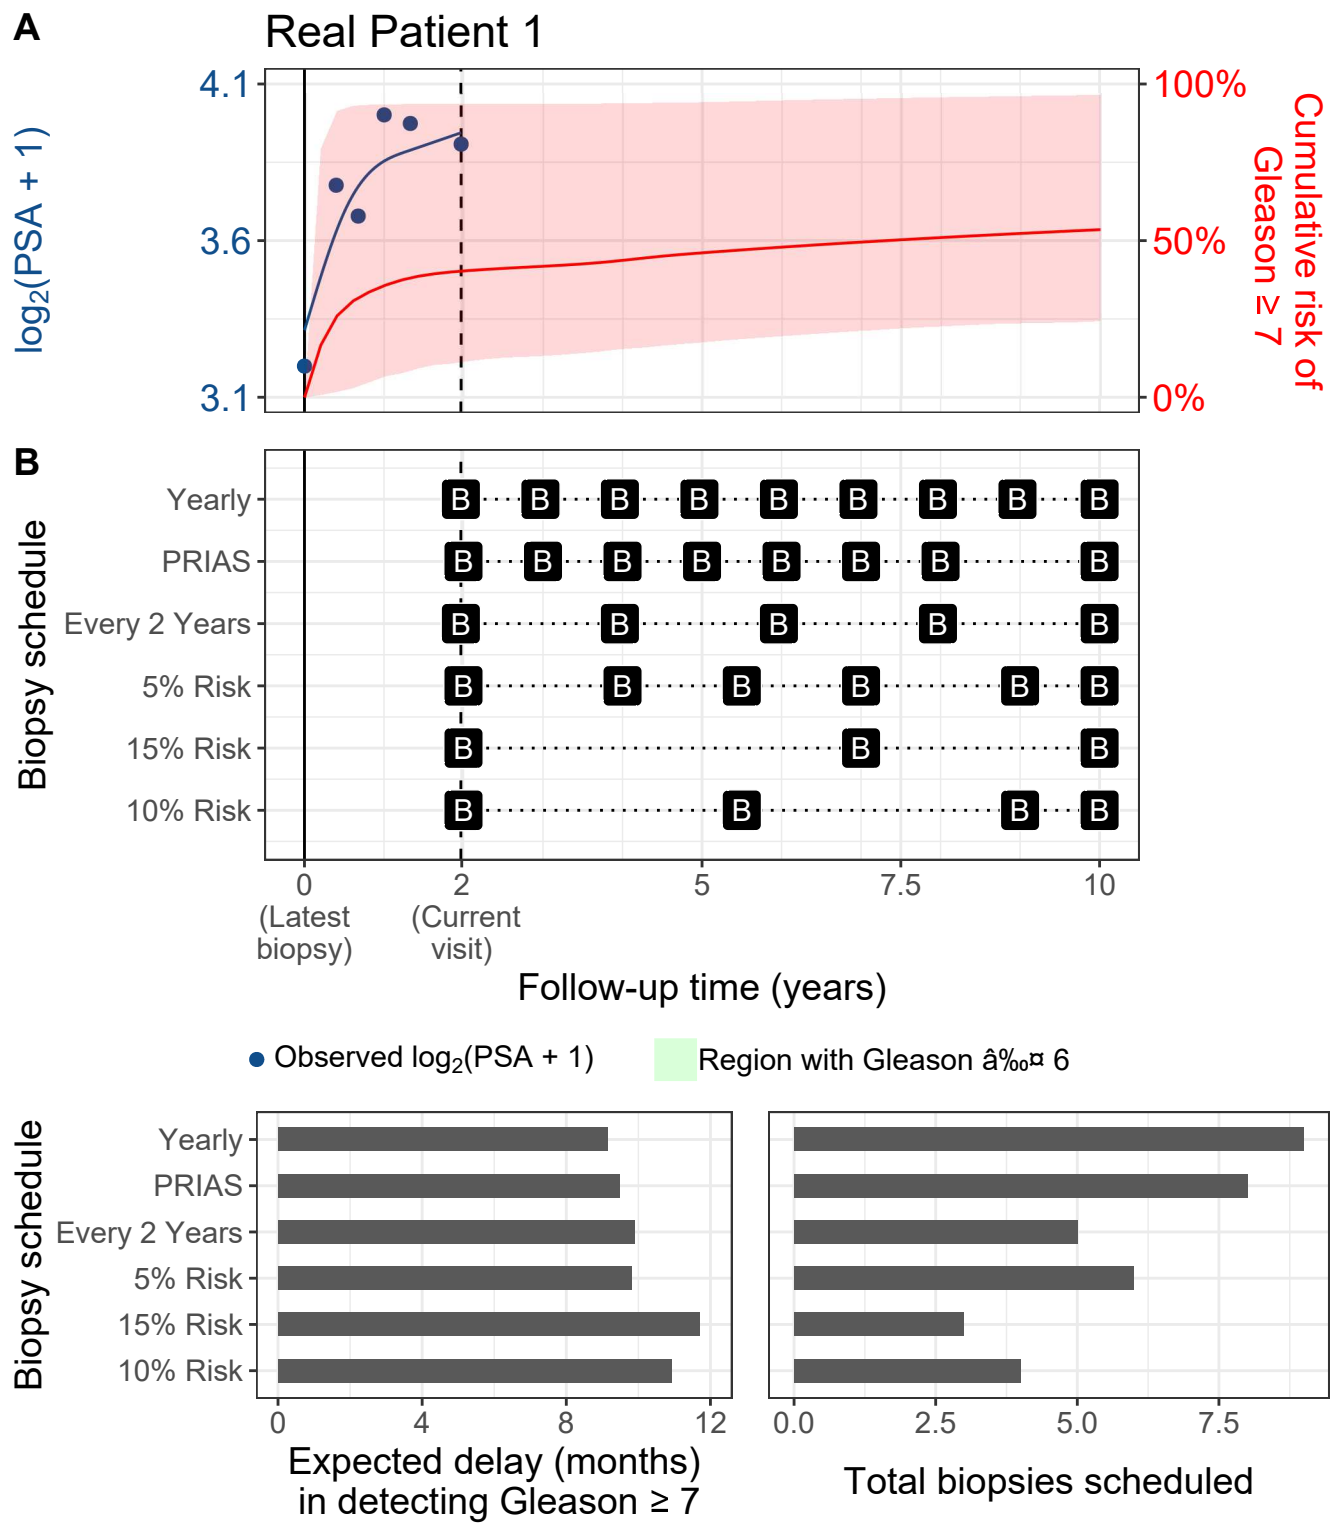 A
Real Patient 1
4.1
3.6
3.1
log₂(PSA + 1)
100%
50%
0%
Cumulative risk of
Gleason ≥ 7
B
Biopsy schedule
Yearly B B B B B B B B B
PRIAS B B B B B B B B
Every 2 Years B B B B B
5% Risk B B B B B B
15% Risk B B B
10% Risk B B B B
0 2 5 7.5 10
(Latest (Current
biopsy) visit)
Follow-up time (years)
Observed log₂(PSA + 1) Region with Gleason â‰¤ 6
Biopsy schedule
Yearly
PRIAS
Every 2 Years
5% Risk
15% Risk
10% Risk
0 4 8 12
Expected delay (months)
in detecting Gleason ≥ 7
0.0 2.5 5.0 7.5
Total biopsies scheduled